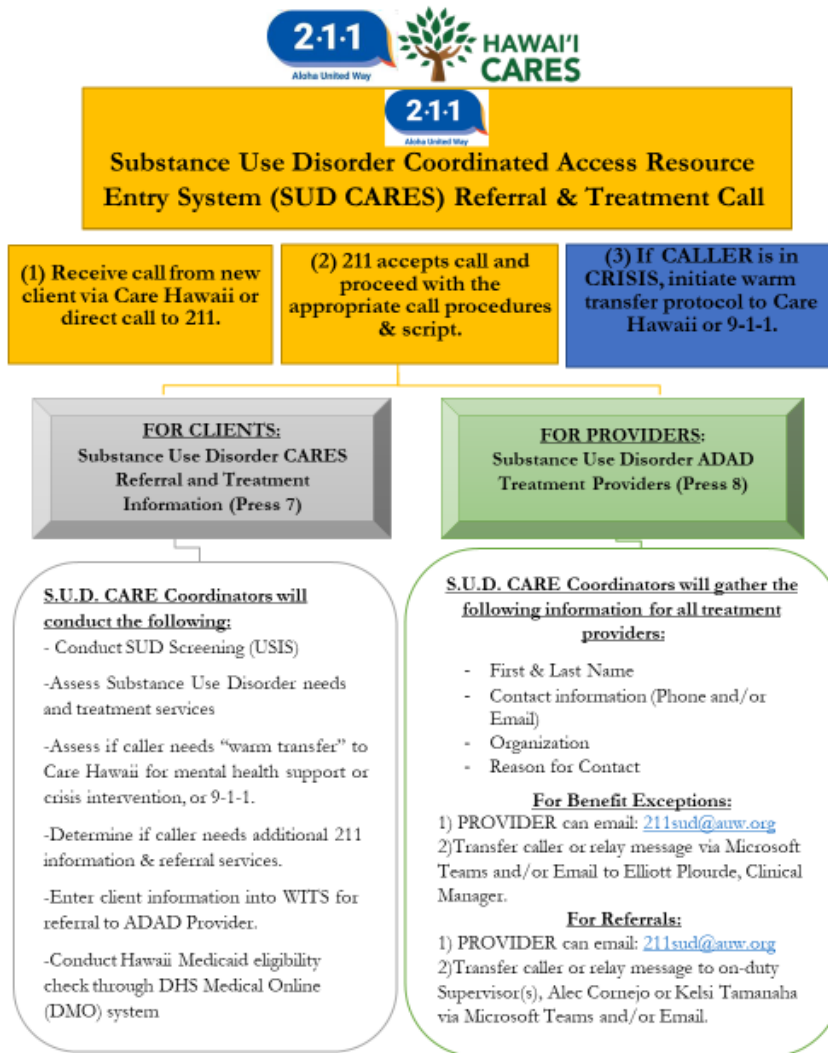 2·1·1
Aloha United Way
HAWAI'I
CARES
2·1·1
Aloha United Way
Substance Use Disorder Coordinated Access Resource
Entry System (SUD CARES) Referral & Treatment Call
(1) Receive call from new
client via Care Hawaii or
direct call to 211.
(2) 211 accepts call and
proceed with the
appropriate call procedures
& script.
(3) If CALLER is in
CRISIS, initiate warm
transfer protocol to Care
Hawaii or 9-1-1.
FOR CLIENTS:
Substance Use Disorder CARES
Referral and Treatment
Information (Press 7)
S.U.D. CARE Coordinators will
conduct the following:
- Conduct SUD Screening (USIS)
-Assess Substance Use Disorder needs
and treatment services
-Assess if caller needs “warm transfer” to
Care Hawaii for mental health support or
crisis intervention, or 9-1-1.
-Determine if caller needs additional 211
information & referral services.
-Enter client information into WITS for
referral to ADAD Provider.
-Conduct Hawaii Medicaid eligibility
check through DHS Medical Online
(DMO) system
FOR PROVIDERS:
Substance Use Disorder ADAD
Treatment Providers (Press 8)
S.U.D. CARE Coordinators will gather the
following information for all treatment
providers:
- First & Last Name
- Contact information (Phone and/or
Email)
- Organization
- Reason for Contact
For Benefit Exceptions:
1) PROVIDER can email: 211sud@auw.org
2)Transfer caller or relay message via Microsoft
Teams and/or Email to Elliott Plourde, Clinical
Manager.
For Referrals:
1) PROVIDER can email: 211sud@auw.org
2)Transfer caller or relay message to on-duty
Supervisor(s), Alec Cornejo or Kelsi Tamanaha
via Microsoft Teams and/or Email.